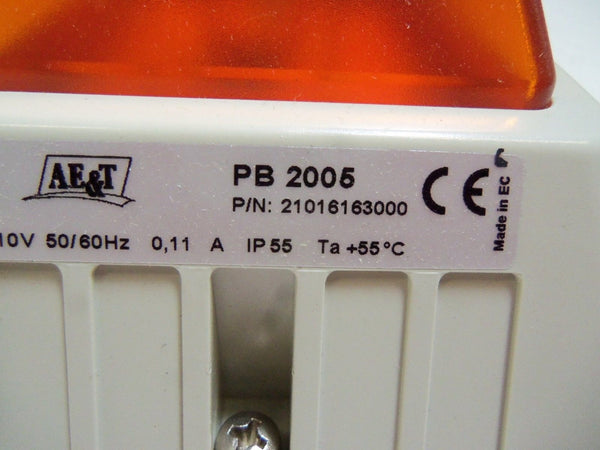 AE&T
PB 2005
P/N: 21016163000
CE
Made in EC
10V 50/60Hz 0,11 A IP55 Ta +55°C